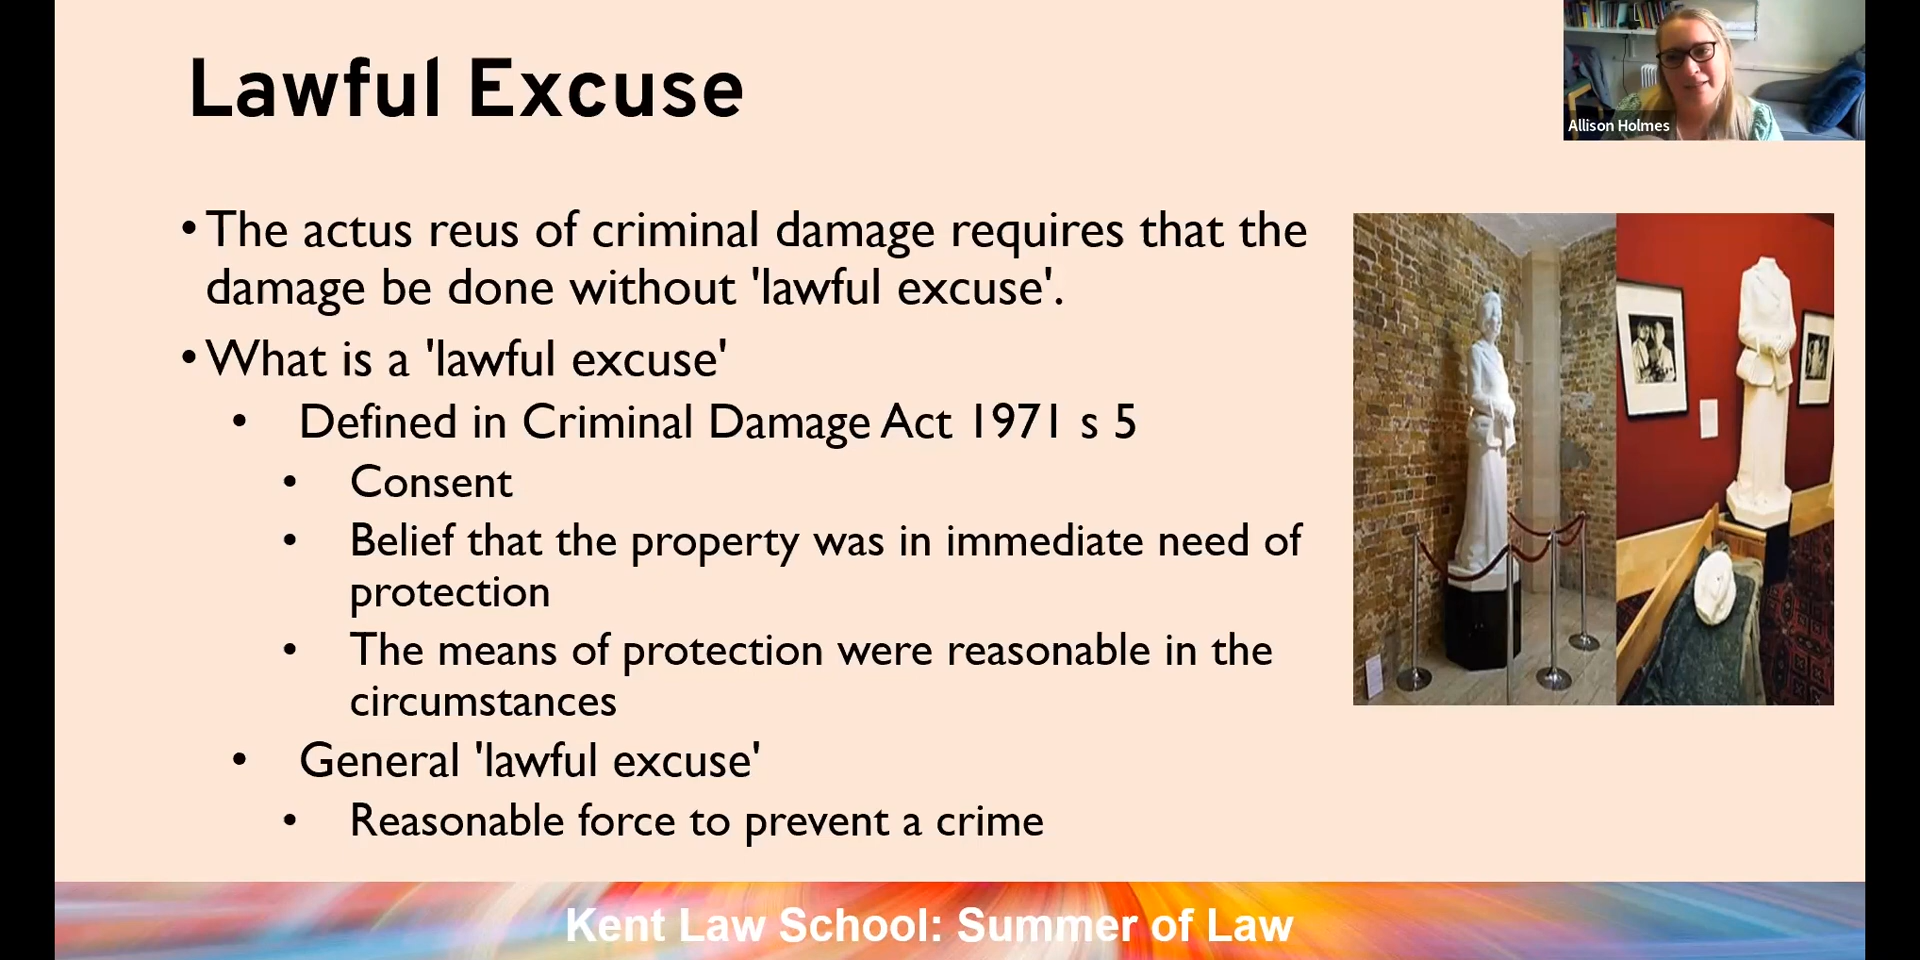 Lawful Excuse
Allison Holmes
• The actus reus of criminal damage requires that the
damage be done without 'lawful excuse'.
• What is a 'lawful excuse'
• Defined in Criminal Damage Act 1971 s 5
• Consent
• Belief that the property was in immediate need of
protection
• The means of protection were reasonable in the
circumstances
• General 'lawful excuse'
• Reasonable force to prevent a crime
Kent Law School: Summer of Law